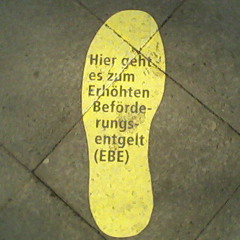 Hier geht
es zum
Erhöhten
Beförde-
rungs-
entgelt
(EBE)